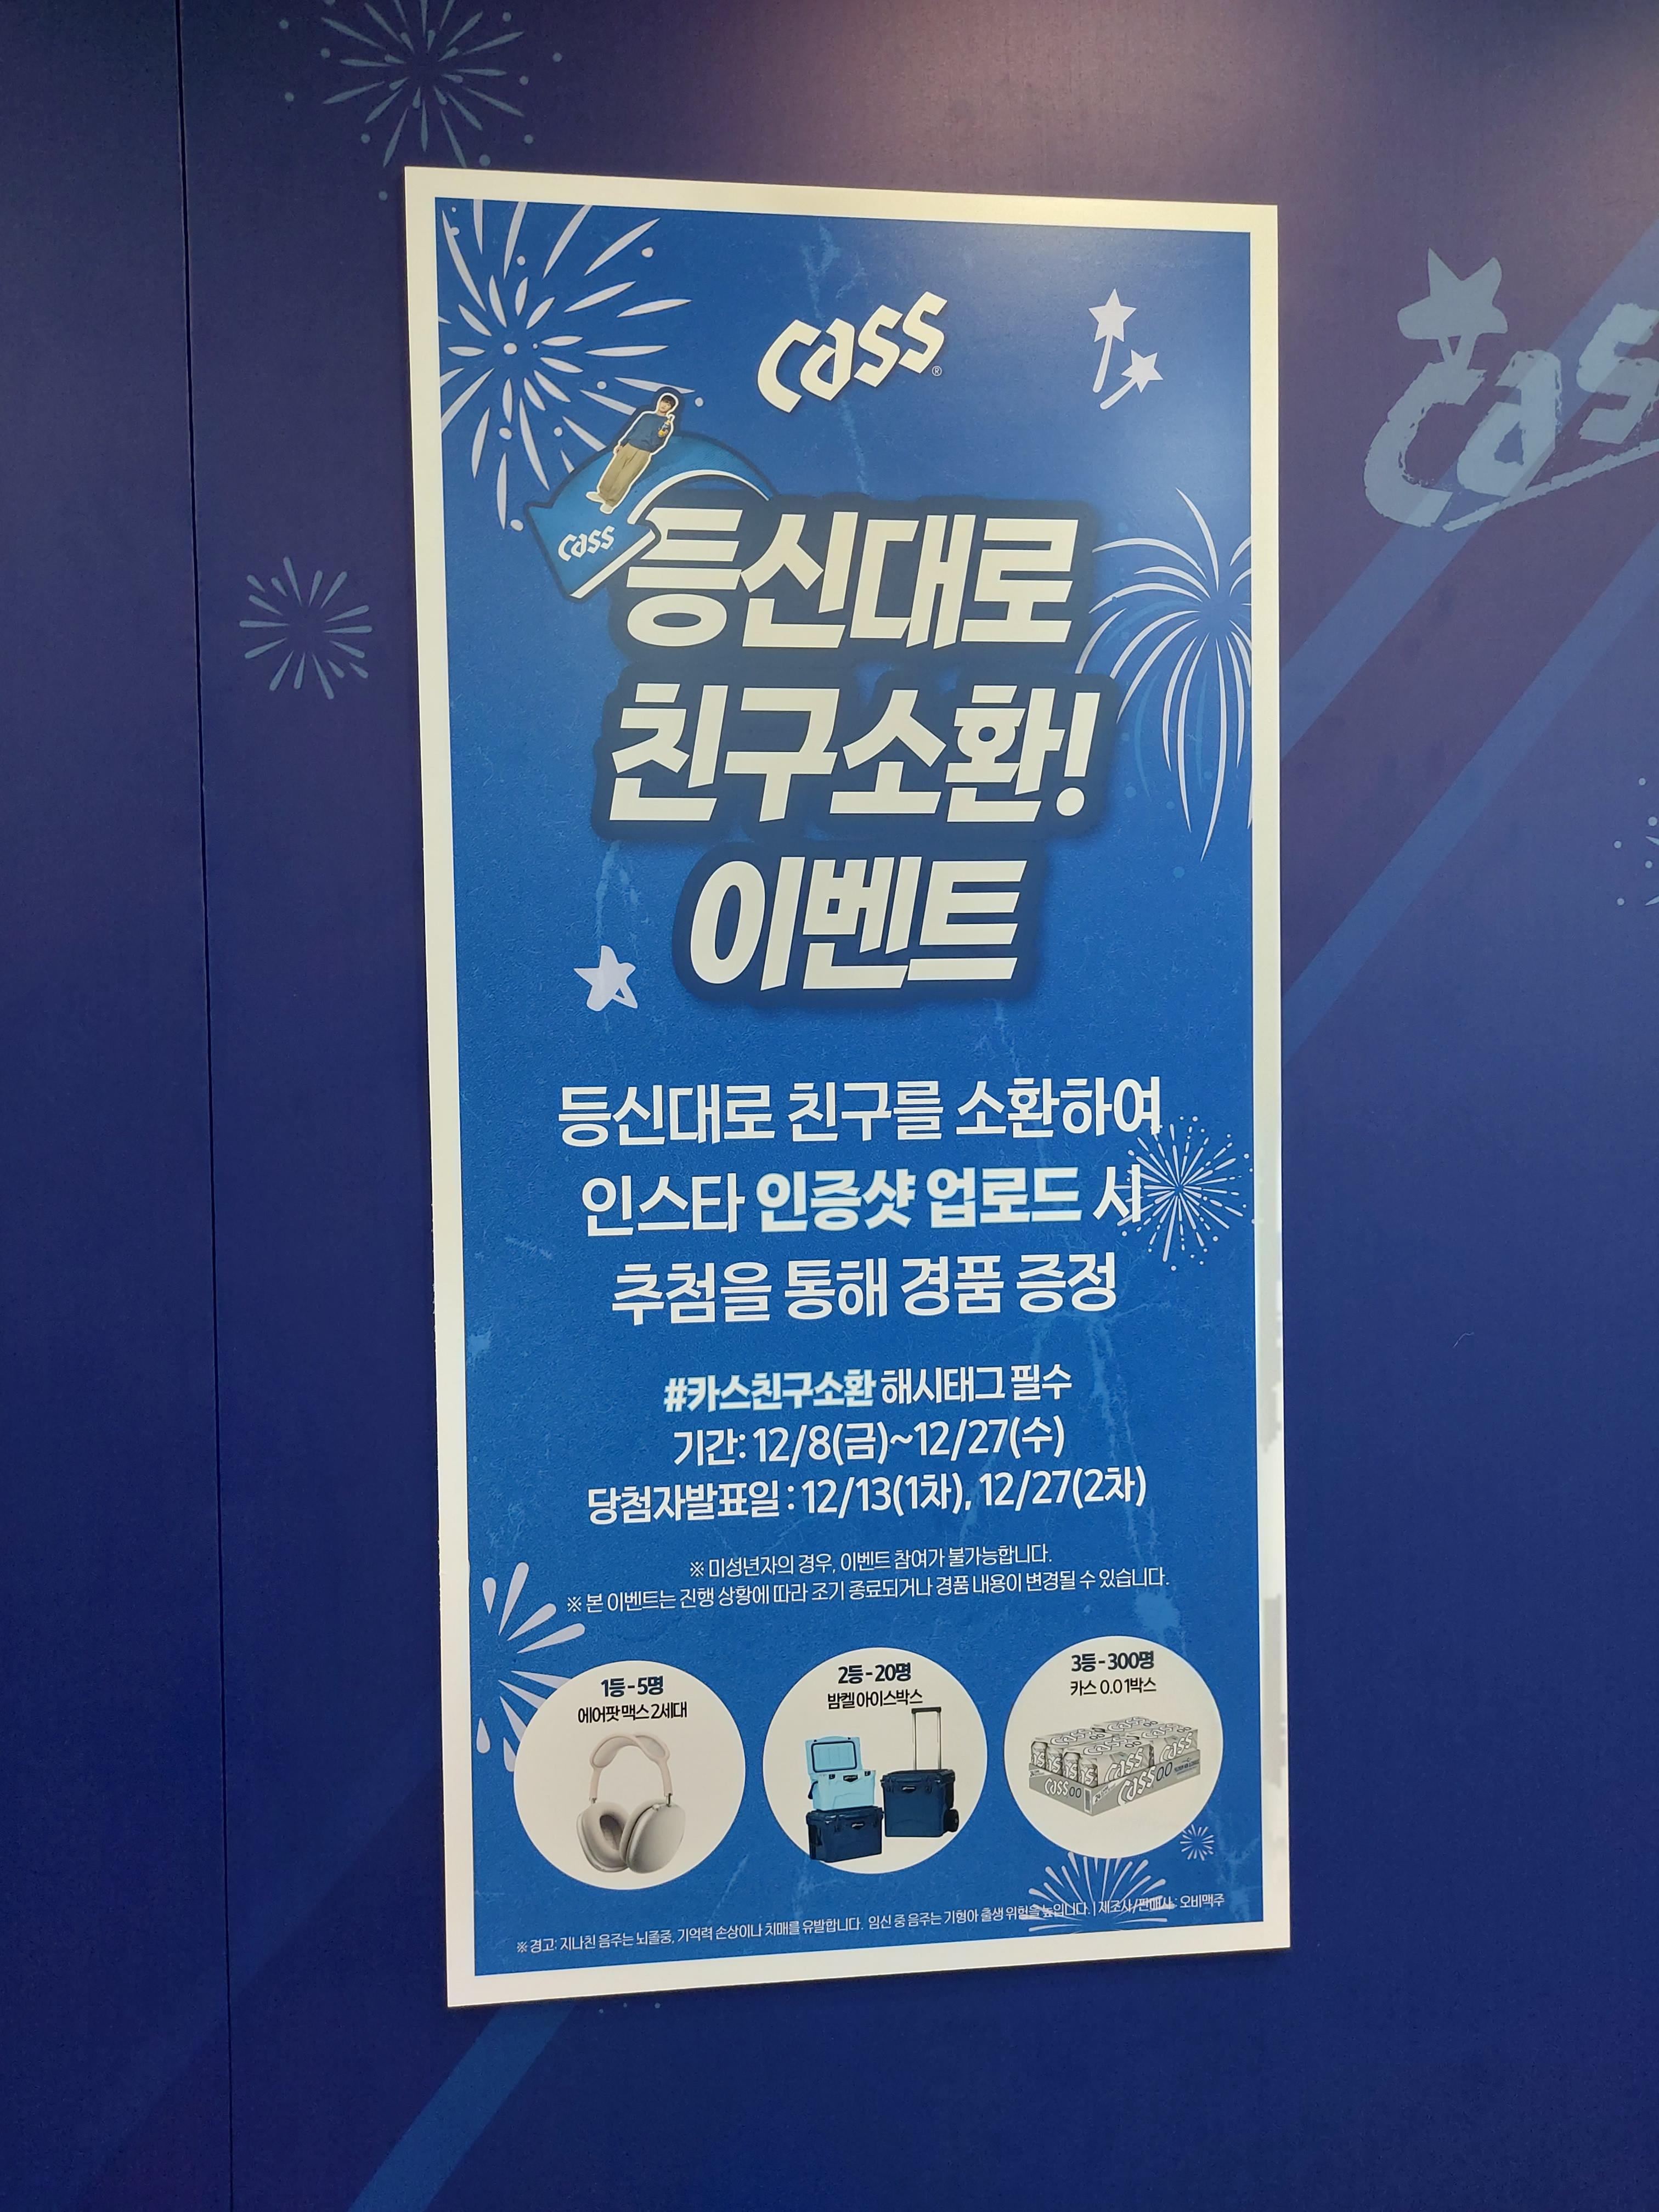 Cass
Cass
Cass
등신대로
친구소환!
이벤트
등신대로 친구를 소환하여
인스타 인증샷 업로드 시
추첨을 통해 경품 증정
#카스친구소환 해시태그 필수
기간: 12/8(금)~12/27(수)
당첨자발표일 : 12/13(1차), 12/27(2차)
※ 미성년자의 경우, 이벤트 참여가 불가능합니다.
※ 본 이벤트는 진행 상황에 따라 조기 종료되거나 경품 내용이 변경될 수 있습니다.
1등-5명
에어팟 맥스 2세대
2등-20명
밤켈 아이스박스
3등-300명
카스 0.0 1박스
Cass 0.0
Cass 0.0
※ 경고: 지나친 음주는 뇌졸중, 기억력 손상이나 치매를 유발합니다. 임신 중 음주는 기형아 출생 위험을 높입니다. | 제조사/판매사 : 오비맥주